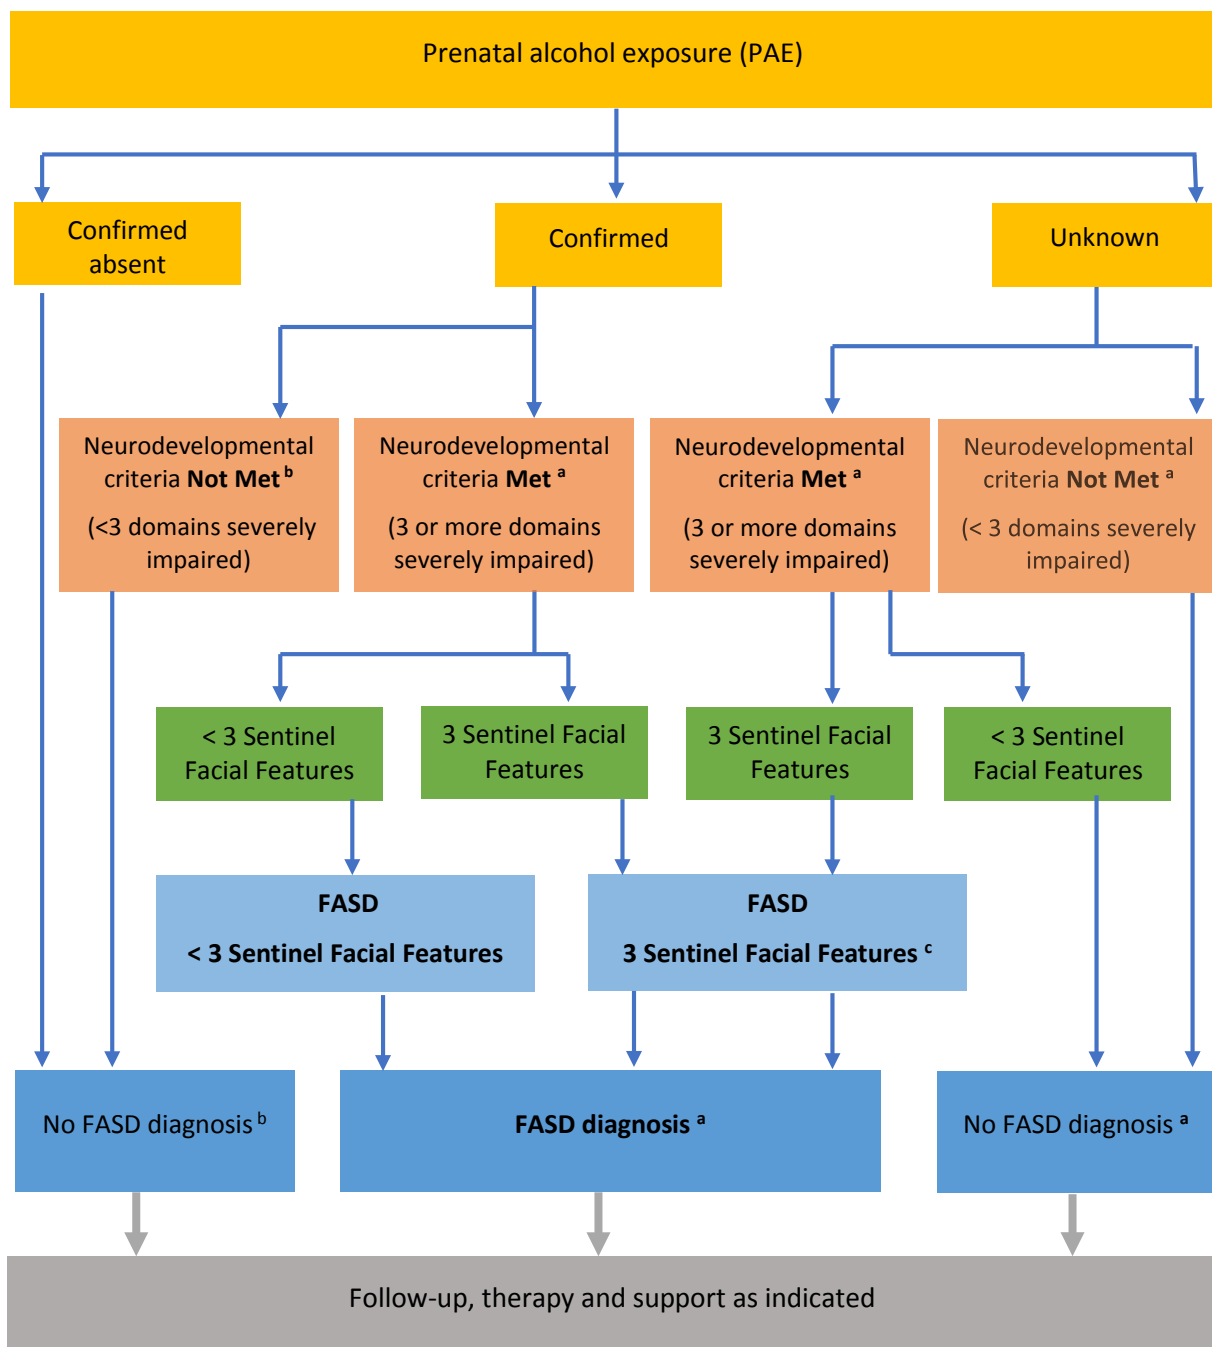 Prenatal alcohol exposure (PAE)
Confirmed
absent
Confirmed
Unknown
Neurodevelopmental
criteria Not Met b
(<3 domains severely
impaired)
Neurodevelopmental
criteria Met a
(3 or more domains
severely impaired)
Neurodevelopmental
criteria Met a
(3 or more domains
severely impaired)
Neurodevelopmental
criteria Not Met a
(< 3 domains severely
impaired)
< 3 Sentinel
Facial Features
3 Sentinel Facial
Features
3 Sentinel Facial
Features
< 3 Sentinel
Facial Features
FASD
< 3 Sentinel Facial Features
FASD
3 Sentinel Facial Features c
No FASD diagnosis b
FASD diagnosis a
No FASD diagnosis a
Follow-up, therapy and support as indicated